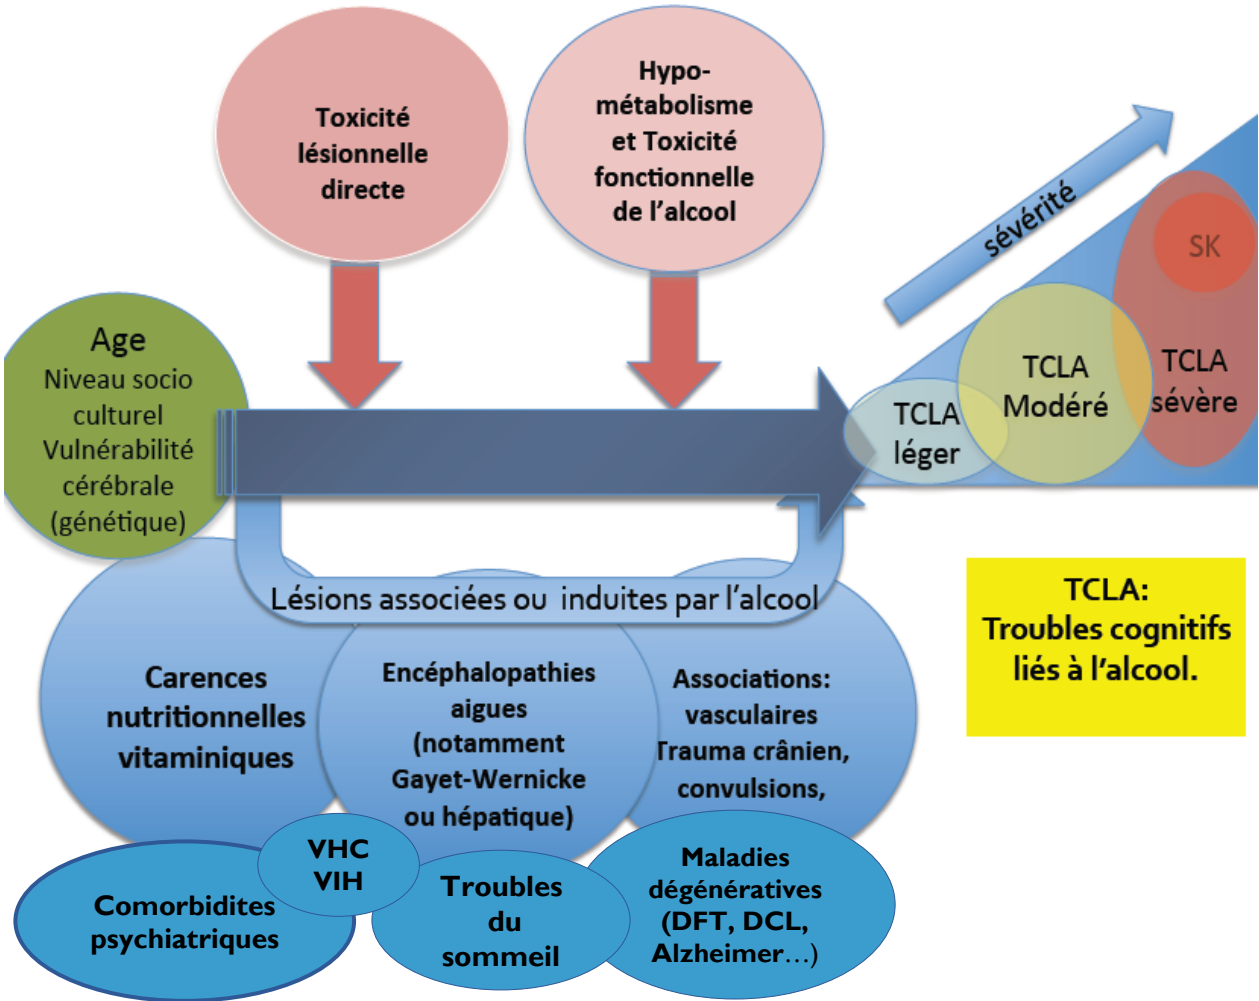 Toxicité
lésionnelle
directe
Hypo-
métabolisme
et Toxicité
fonctionnelle
de l'alcool
sévérité
SK
Age
Niveau socio
culturel
Vulnérabilité
cérébrale
(génétique)
TCLA
léger
TCLA
Modéré
TCLA
sévère
Lésions associées ou induites par l'alcool
TCLA:
Troubles cognitifs
liés à l'alcool.
Carences
nutritionnelles
vitaminiques
Encéphalopathies
aigues
(notamment
Gayet-Wernicke
ou hépatique)
Associations:
vasculaires
Trauma crânien,
convulsions,
VHC
VIH
Comorbidites
psychiatriques
Troubles
du
sommeil
Maladies
dégénératives
(DFT, DCL,
Alzheimer...)